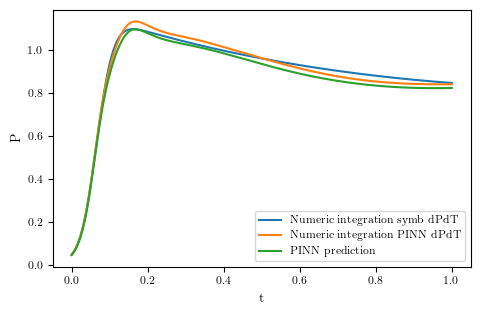 1.0
0.8
0.6
0.4
0.2
0.0
P
0.0 0.2 0.4 0.6 0.8 1.0
t
Numeric integration symb dPdT
Numeric integration PINN dPdT
PINN prediction